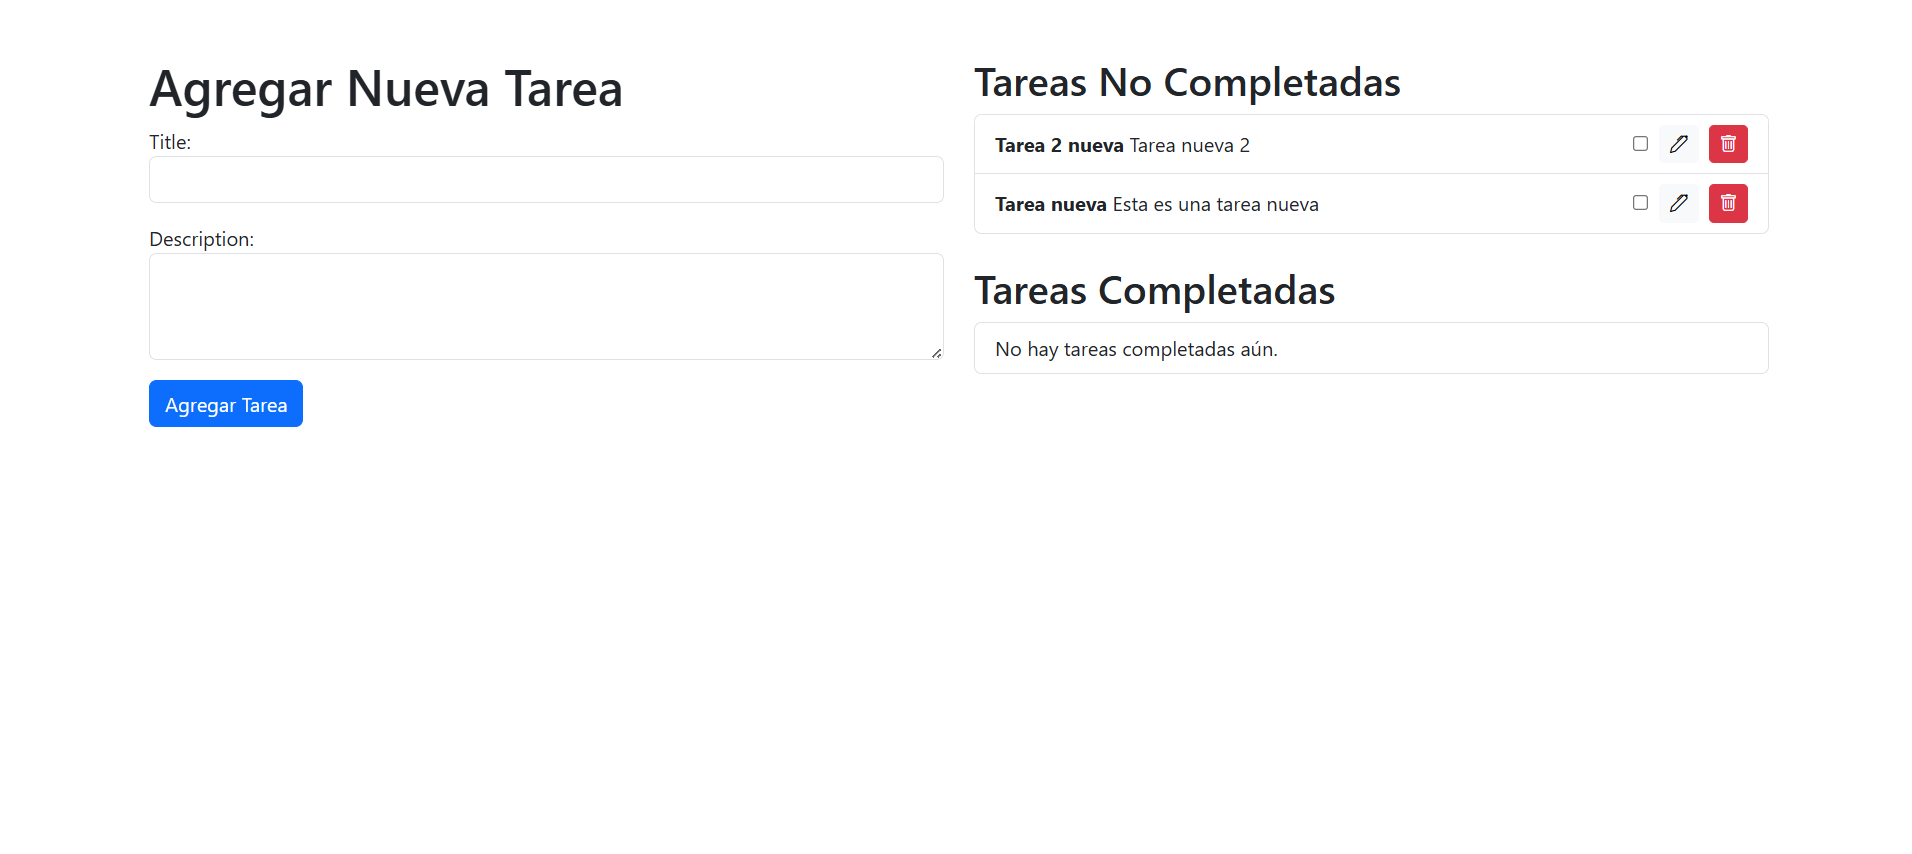 Agregar Nueva Tarea
Title:
Description:
Agregar Tarea
Tareas No Completadas
Tarea 2 nueva Tarea nueva 2
Tarea nueva Esta es una tarea nueva
Tareas Completadas
No hay tareas completadas aún.